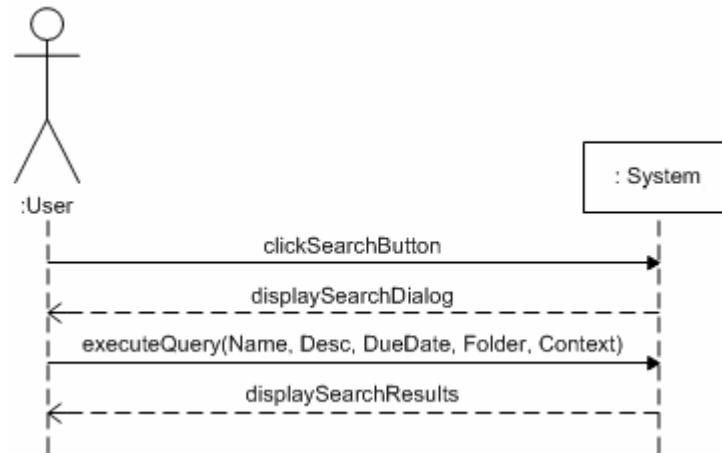 : System
:User
clickSearchButton
displaySearchDialog
executeQuery(Name, Desc, DueDate, Folder, Context)
displaySearchResults